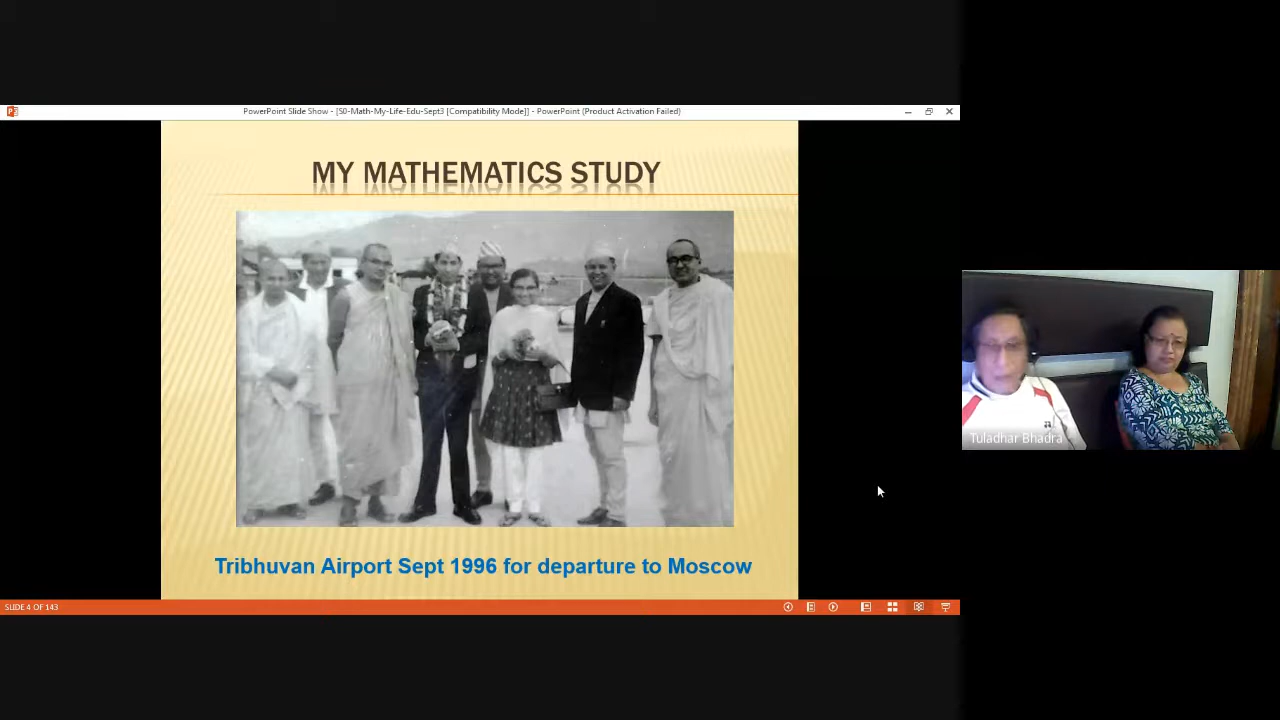 PowerPoint Slide Show - [S0-Math-My-Life-Edu-Sept3 [Compatibility Mode]] - PowerPoint (Product Activation Failed)
MY MATHEMATICS STUDY
Tribhuvan Airport Sept 1996 for departure to Moscow
Tuladhar Bhadra
SLIDE 4 OF 143